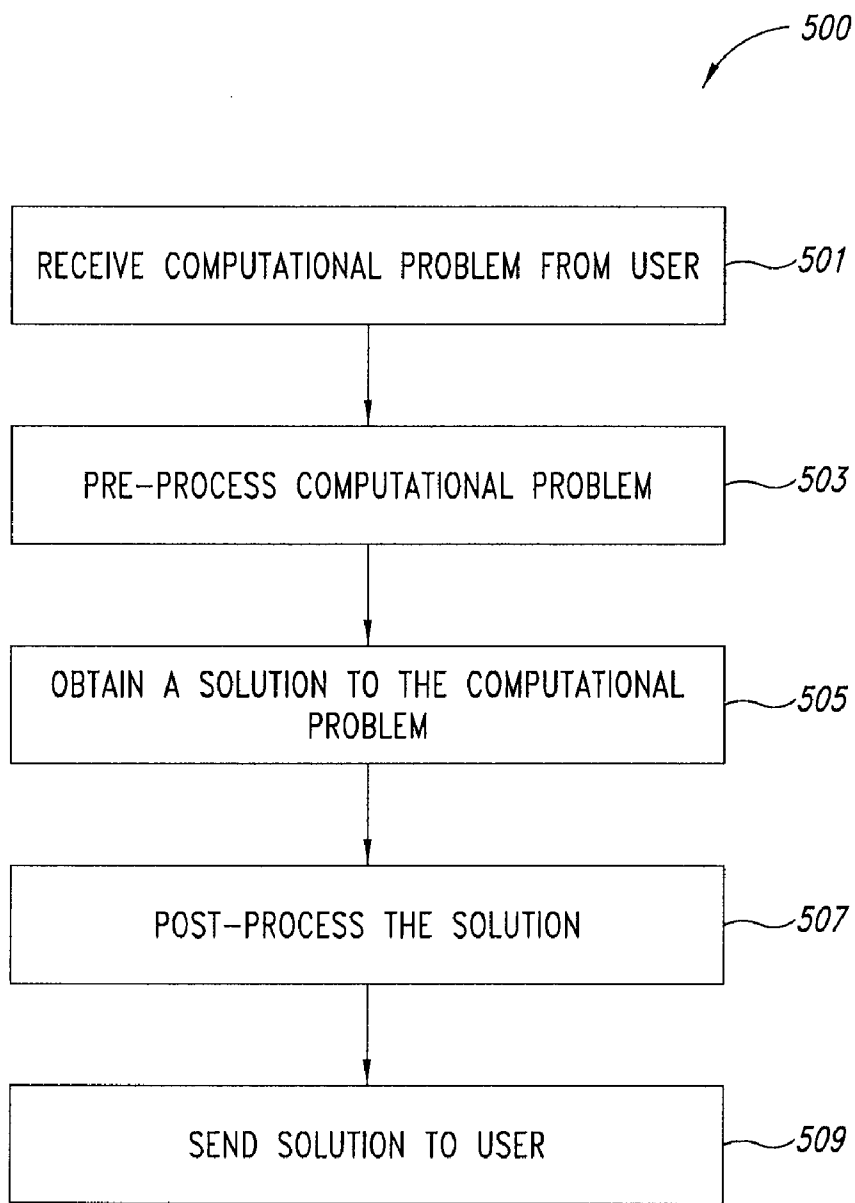 500
RECEIVE COMPUTATIONAL PROBLEM FROM USER
501
PRE-PROCESS COMPUTATIONAL PROBLEM
503
OBTAIN A SOLUTION TO THE COMPUTATIONAL
PROBLEM
505
POST-PROCESS THE SOLUTION
507
SEND SOLUTION TO USER
509